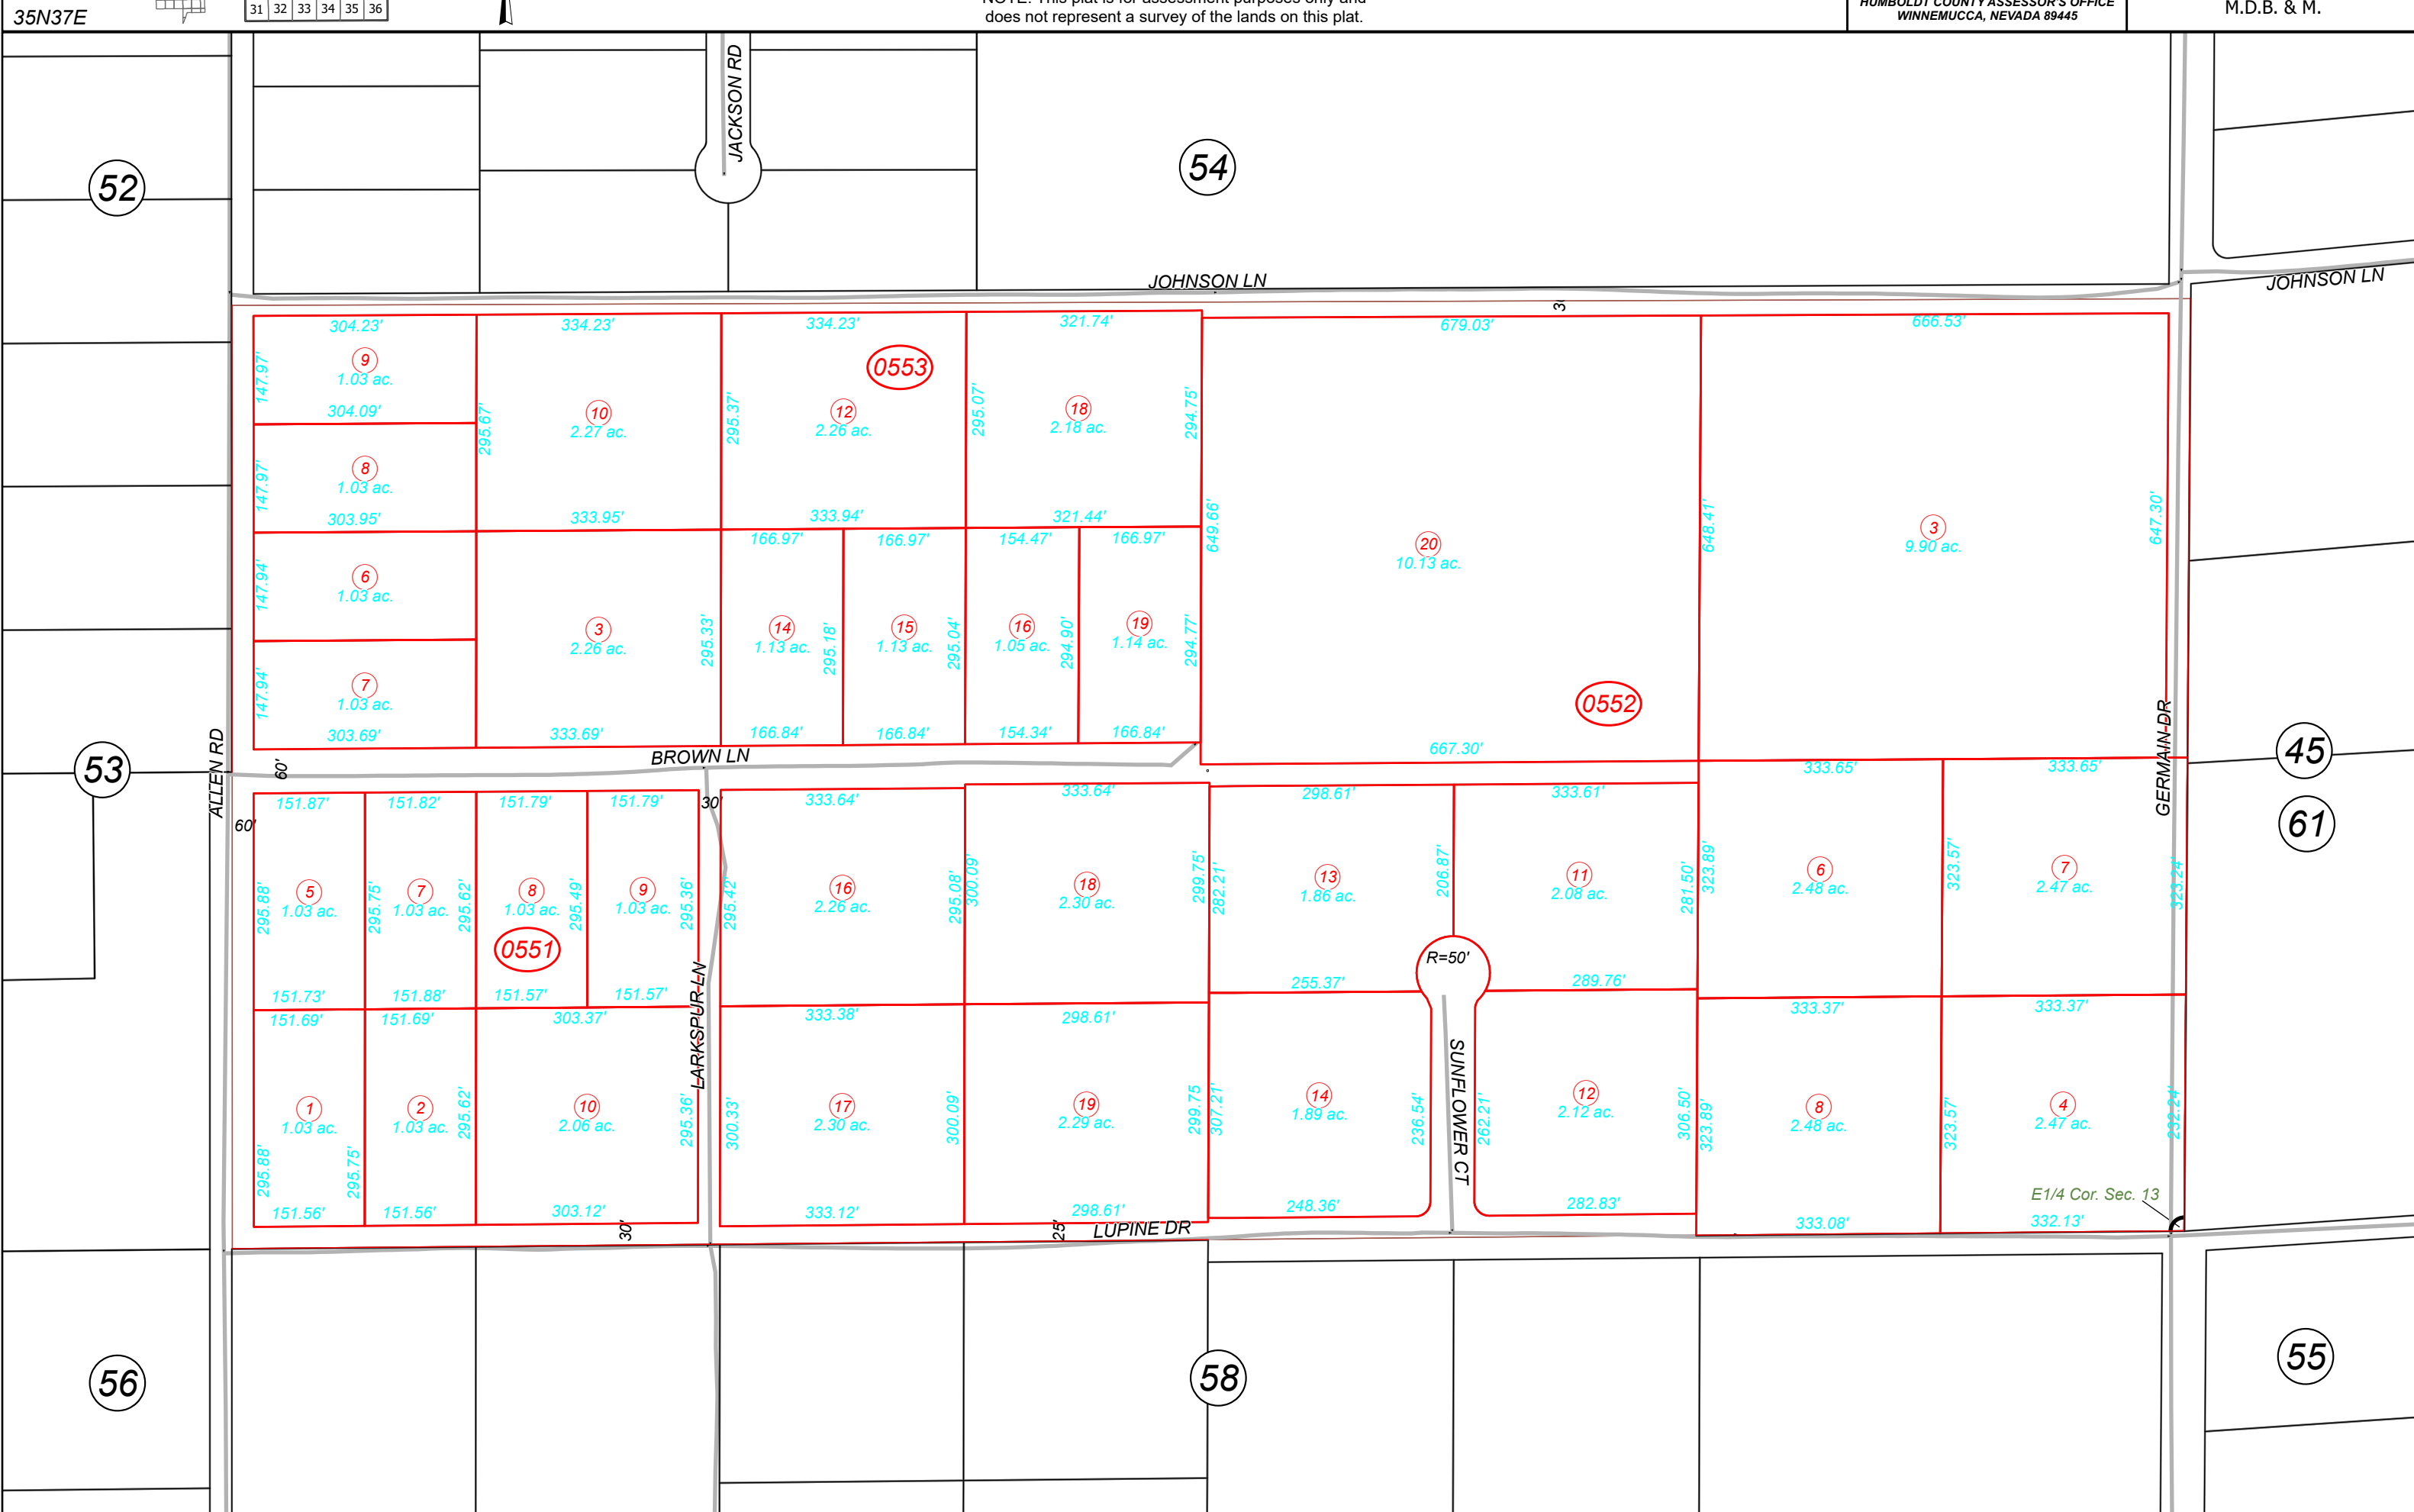 35N37E
31 32 33 34 35 36
NOTE: This plat is for assessment purposes only and
does not represent a survey of the lands on this plat.
HUMBOLDT COUNTY ASSESSOR'S OFFICE
WINNEMUCCA, NEVADA 89445
M.D.B. & M.
JACKSON RD
52
54
JOHNSON LN
JOHNSON LN
304.23'
334.23'
334.23'
321.74'
679.03'
666.53'
0553
9
1.03 ac.
147.97'
304.09'
10
2.27 ac.
295.67'
295.37'
12
2.26 ac.
295.07'
18
2.18 ac.
294.75'
8
1.03 ac.
147.97'
303.95'
333.95'
333.94'
321.44'
649.66'
648.41'
647.30'
20
10.13 ac.
3
9.90 ac.
166.97'
166.97'
154.47'
166.97'
6
1.03 ac.
147.94'
3
2.26 ac.
295.33'
14
1.13 ac.
295.18'
15
1.13 ac.
295.04'
16
1.05 ac.
294.90'
19
1.14 ac.
294.77'
7
1.03 ac.
147.94'
303.69'
333.69'
166.84'
166.84'
154.34'
166.84'
0552
667.30'
BROWN LN
ALLEN RD
GERMAIN DR
53
45
61
60'
60'
30'
151.87'
151.82'
151.79'
151.79'
333.64'
333.64'
298.61'
333.61'
333.65'
333.65'
295.88'
5
1.03 ac.
295.75'
7
1.03 ac.
295.62'
8
1.03 ac.
295.49'
9
1.03 ac.
295.36'
295.42'
16
2.26 ac.
295.08'
300.09'
18
2.30 ac.
299.75'
282.21'
13
1.86 ac.
206.87'
11
2.08 ac.
281.50'
323.89'
6
2.48 ac.
323.57'
7
2.47 ac.
323.24'
0551
R=50'
151.73'
151.88'
151.57'
151.57'
255.37'
289.76'
151.69'
151.69'
303.37'
333.38'
298.61'
333.37'
333.37'
LARKSPUR LN
SUNFLOWER CT
295.88'
1
1.03 ac.
295.75'
2
1.03 ac.
295.62'
10
2.06 ac.
295.36'
300.33'
17
2.30 ac.
300.09'
19
2.29 ac.
299.75
307.21'
14
1.89 ac.
236.54'
262.21'
12
2.12 ac.
306.50'
323.89'
8
2.48 ac.
323.57'
4
2.47 ac.
232.24'
E1/4 Cor. Sec. 13
151.56'
151.56'
303.12'
333.12'
298.61'
248.36'
282.83'
333.08'
332.13'
30'
25'
LUPINE DR
56
58
55